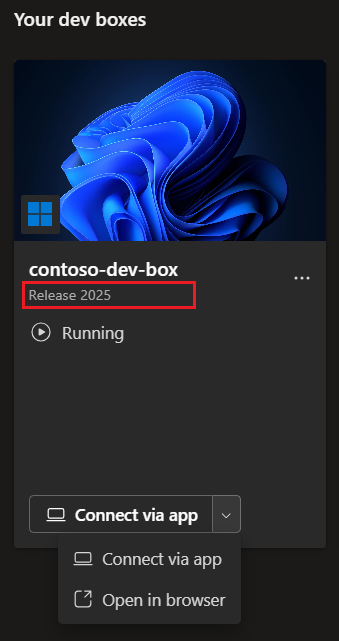 Your dev boxes
contoso-dev-box
Release 2025
Running
Connect via app
Connect via app
Open in browser